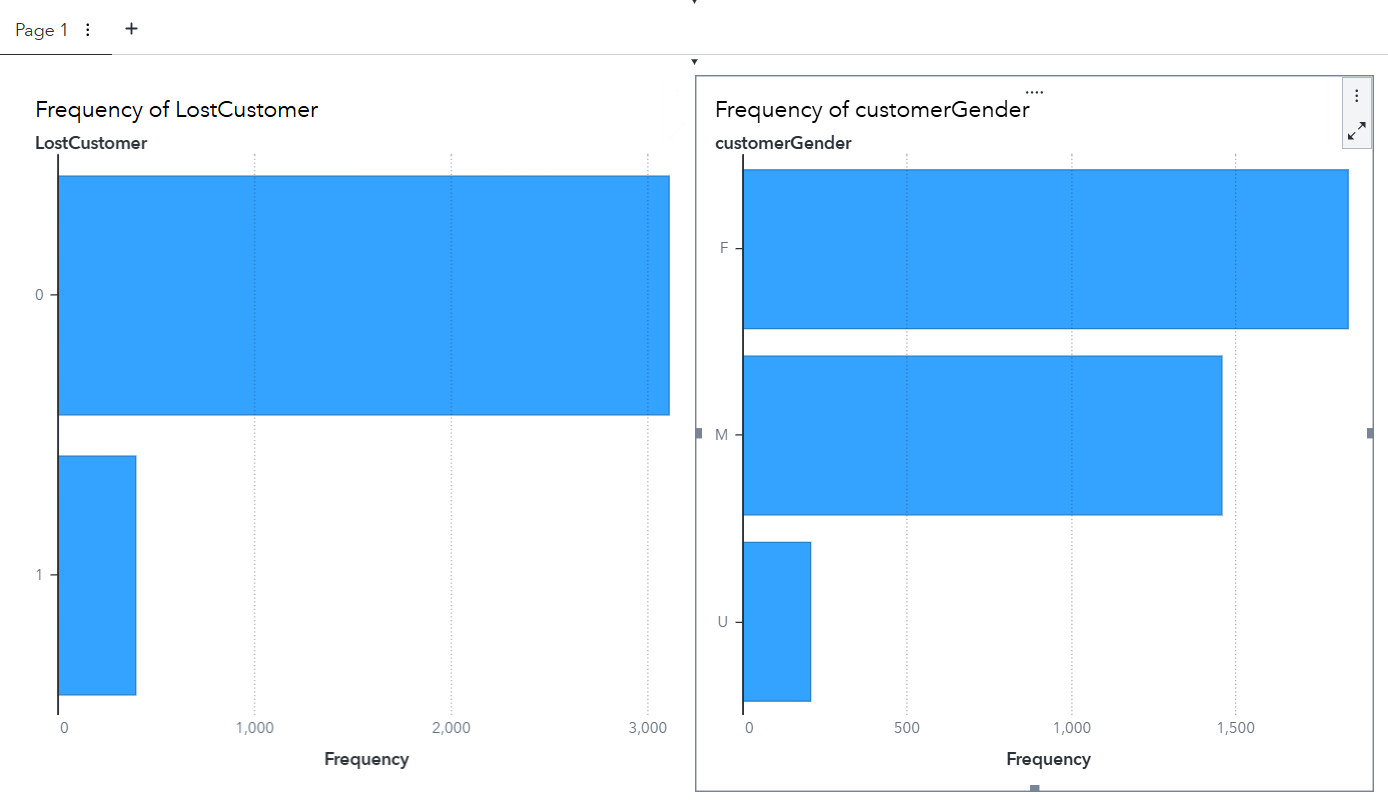 Page 1
Frequency of LostCustomer
LostCustomer
0
1
0 1,000 2,000 3,000
Frequency
Frequency of customerGender
customerGender
F
M
U
0 500 1,000 1,500
Frequency